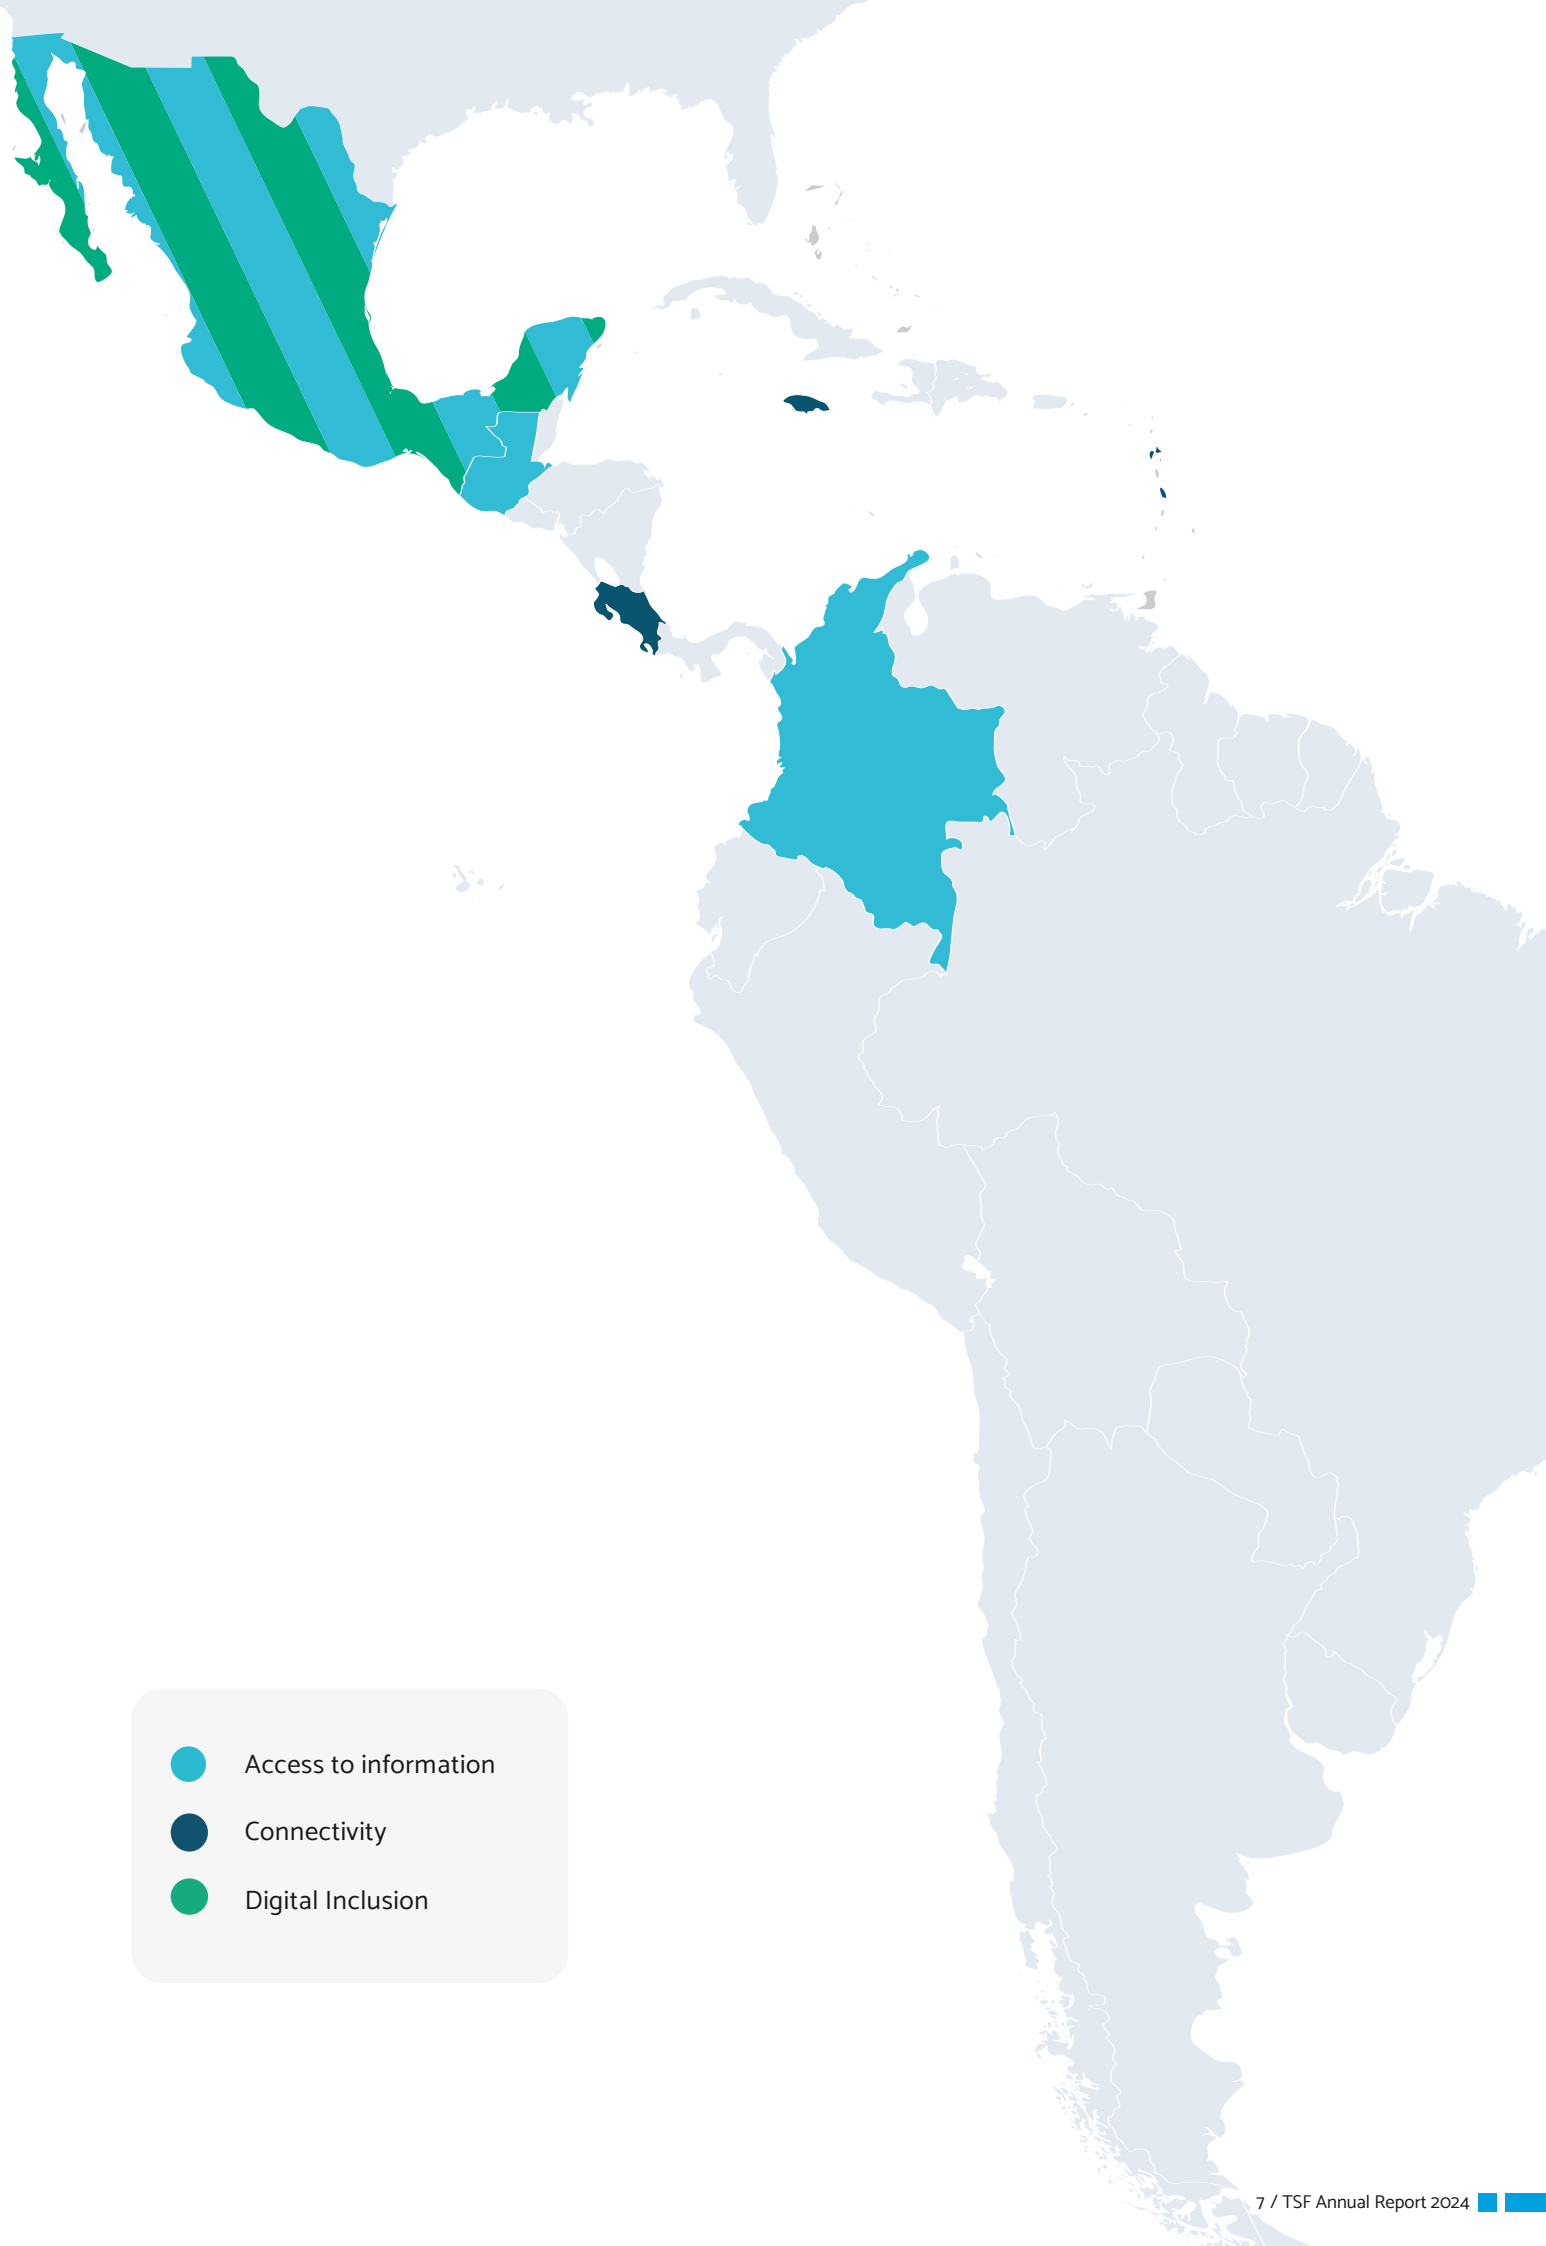 Access to information
Connectivity
Digital Inclusion
7 / TSF Annual Report 2024